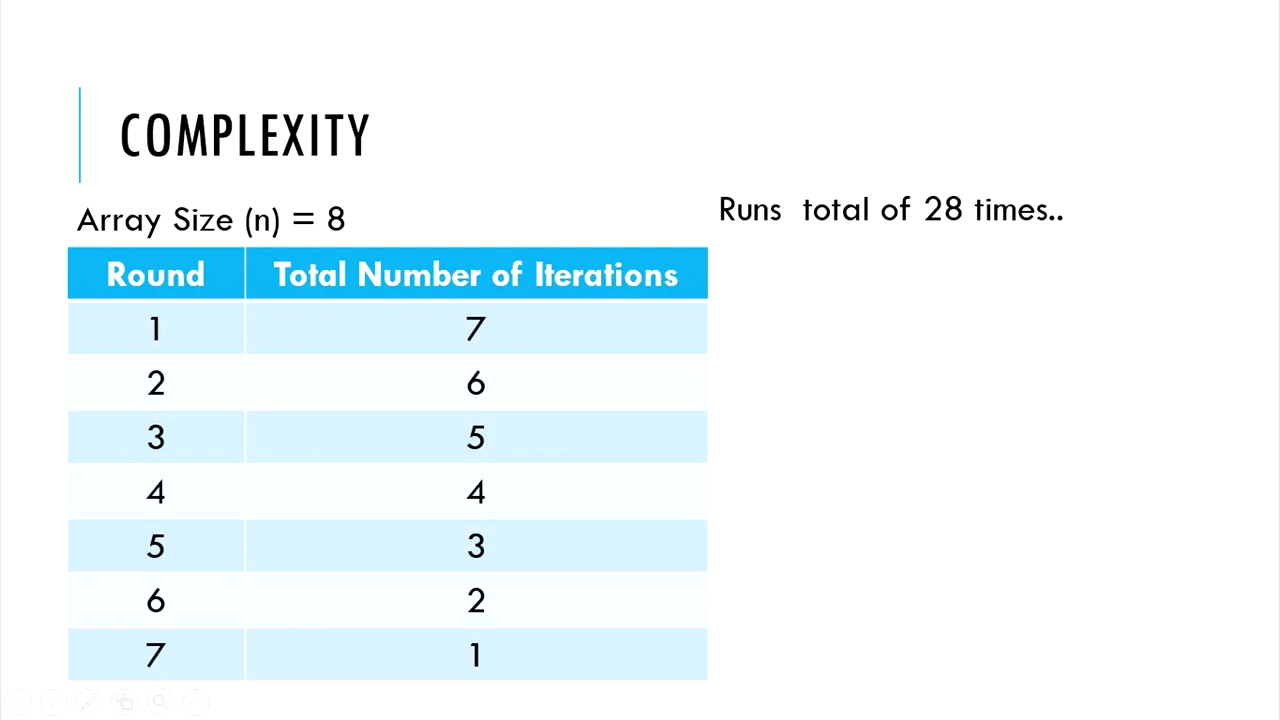 COMPLEXITY
Array Size (n) = 8
Runs total of 28 times..
Round Total Number of Iterations
1 7
2 6
3 5
4 4
5 3
6 2
7 1